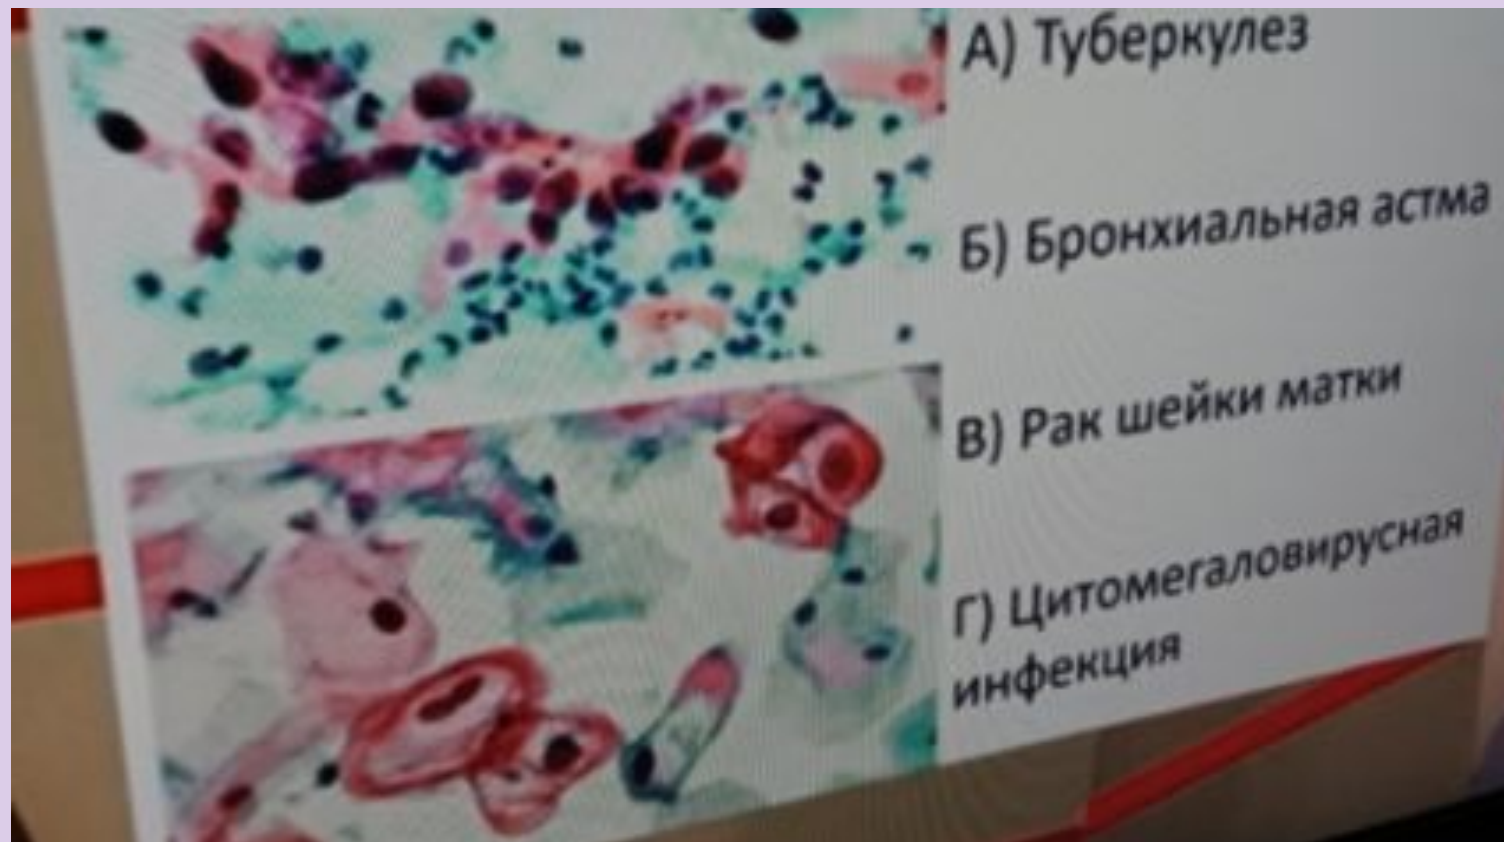 А) Туберкулез
Б) Бронхиальная астма
В) Рак шейки матки
Г) Цитомегаловирусная
инфекция